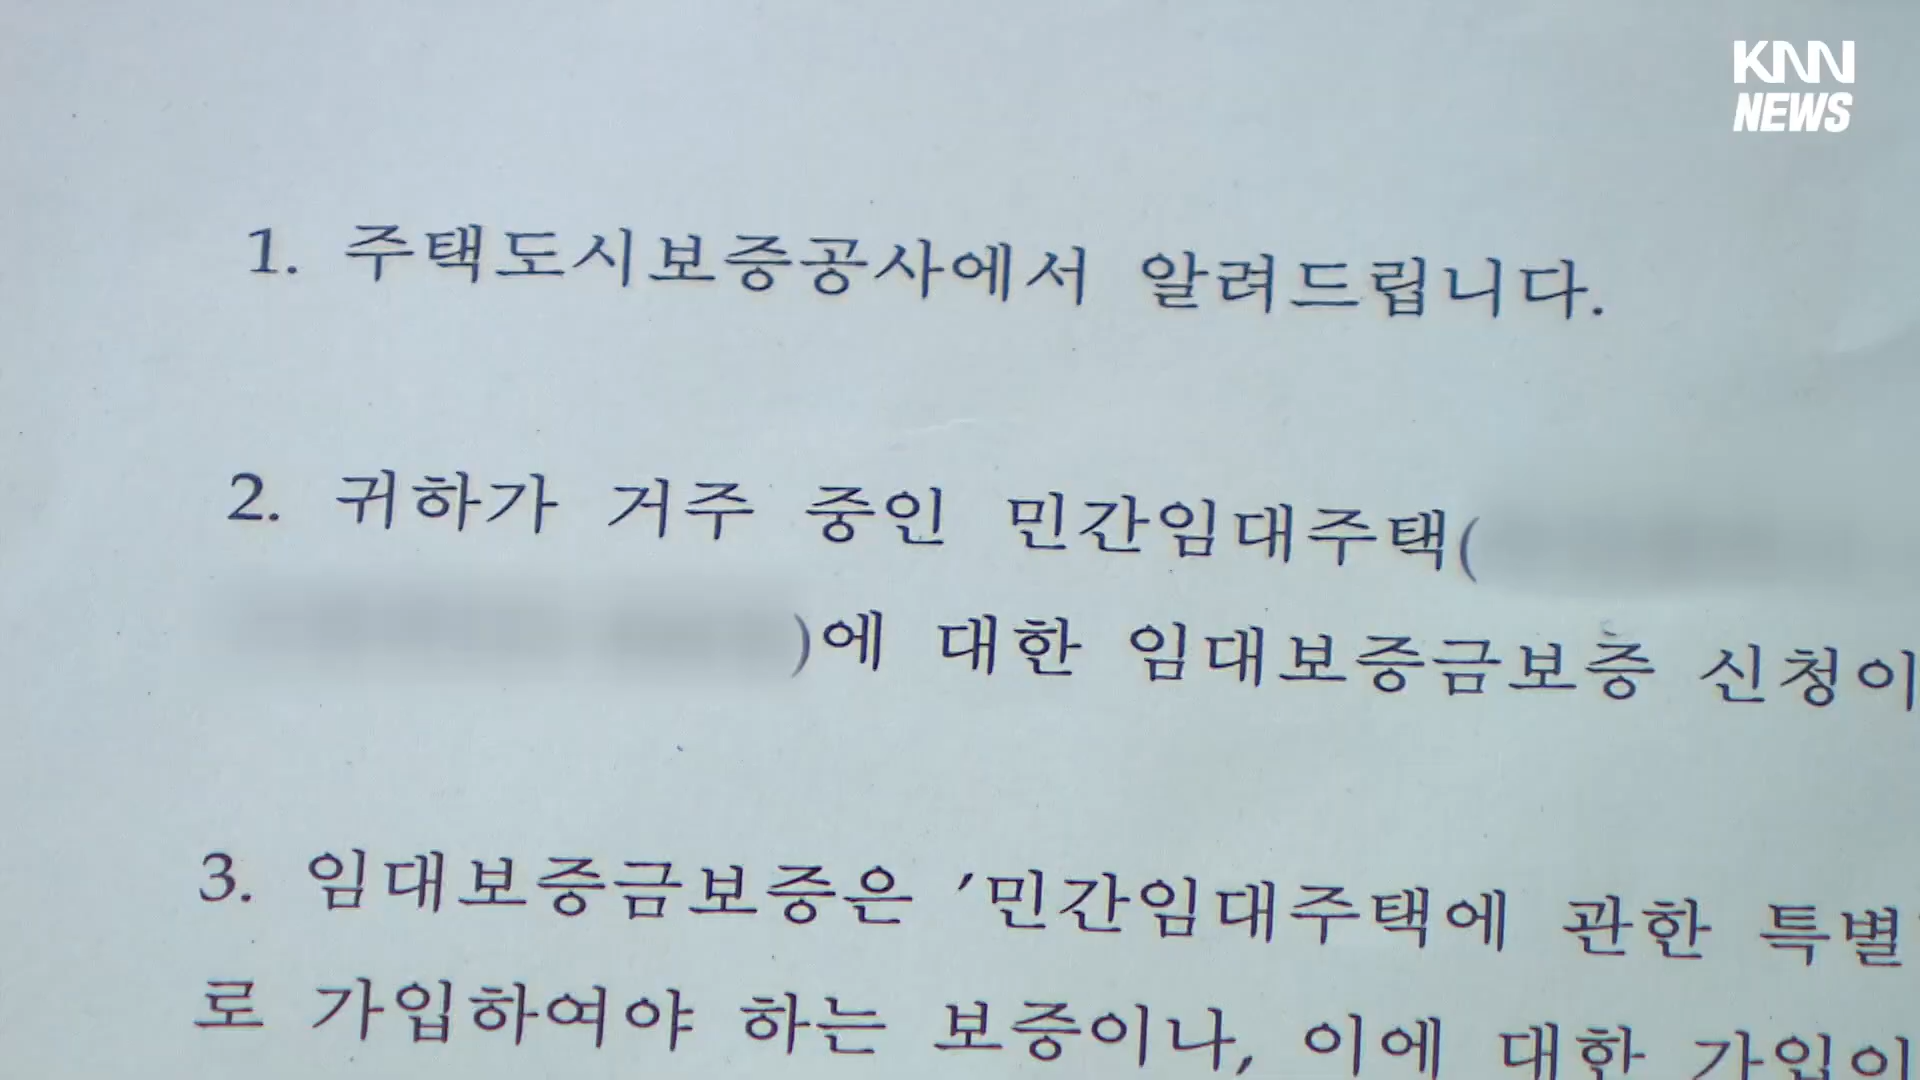 KNN
NEWS
1. 주택도시보증공사에서 알려드립니다.
2. 귀하가 거주 중인 민간임대주택(
)에 대한 임대보증금보증 신청이
3. 임대보증금보증은 '민간임대주택에 관한 특별
로 가입하여야 하는 보증이나, 이에 대한 가입이